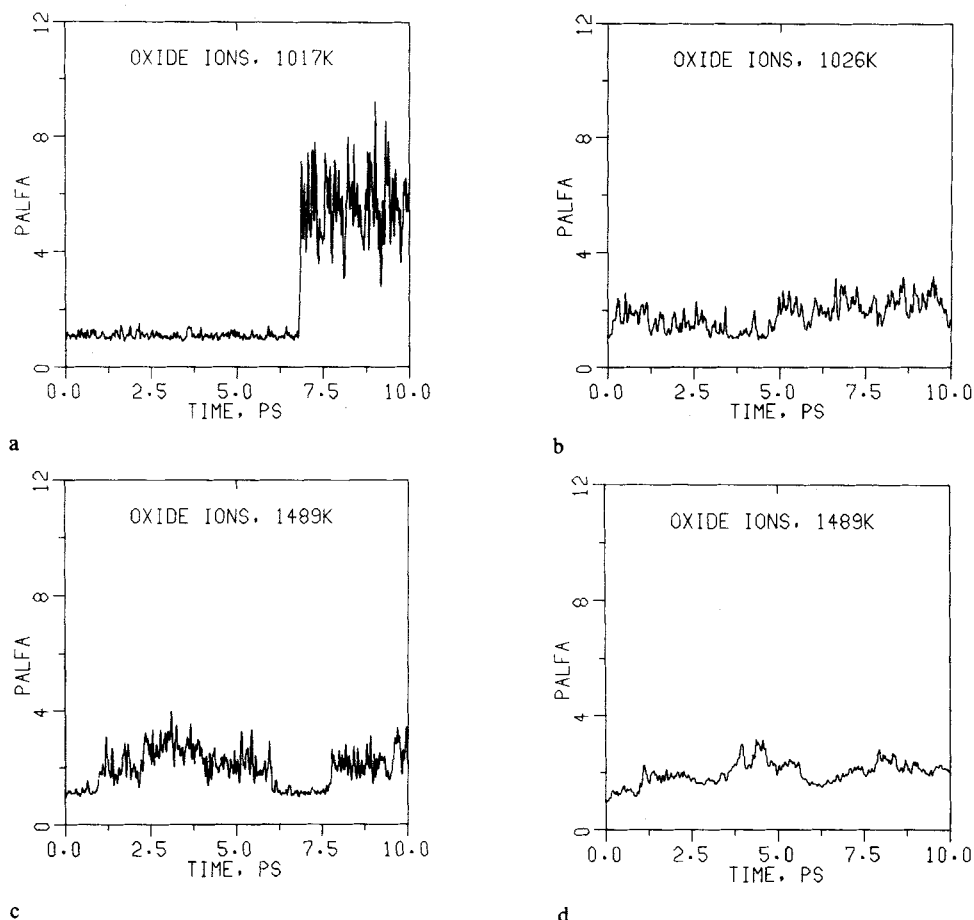 12
OXIDE IONS, 1017K
8
PALFA
4
0
0.0 2.5 5.0 7.5 10.0
TIME, PS
a
12
OXIDE IONS, 1026K
8
PALFA
4
0
0.0 2.5 5.0 7.5 10.0
TIME, PS
b
12
OXIDE IONS, 1489K
8
PALFA
4
0
0.0 2.5 5.0 7.5 10.0
TIME, PS
c
12
OXIDE IONS, 1489K
8
PALFA
4
0
0.0 2.5 5.0 7.5 10.0
TIME, PS
d